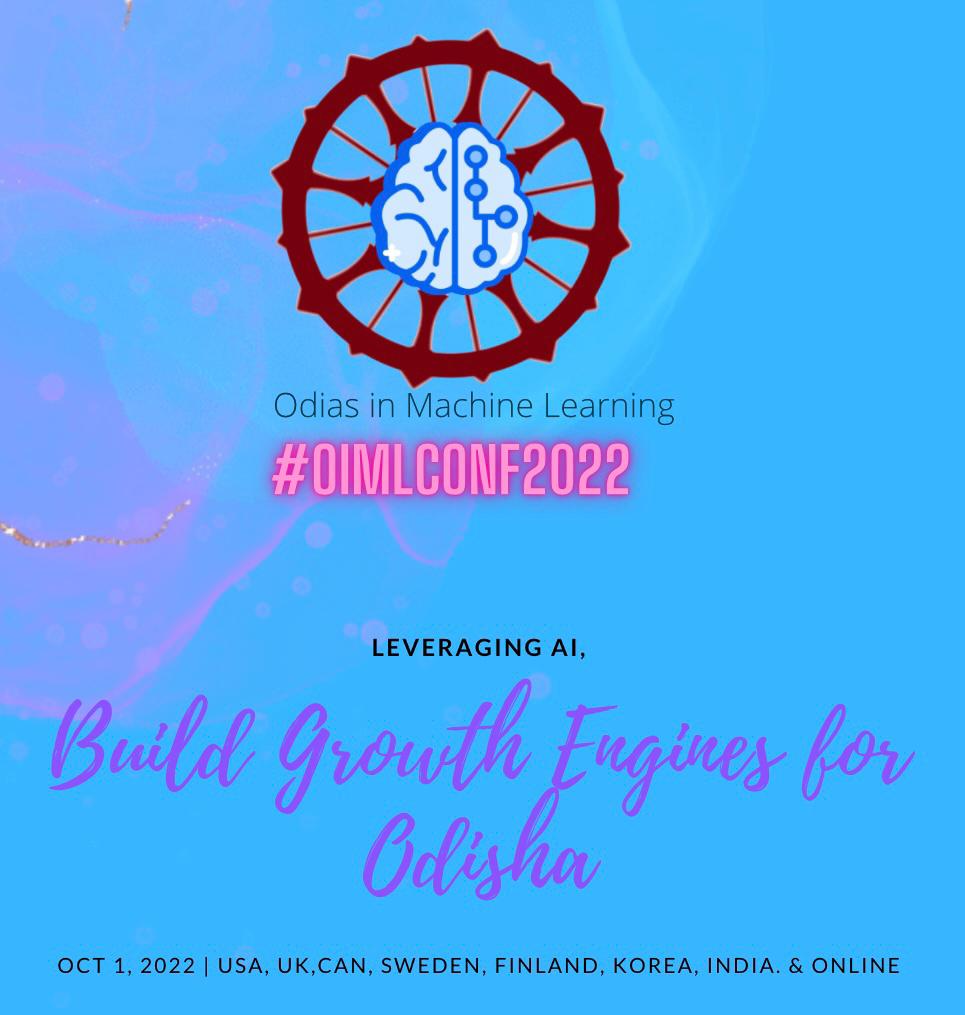 Odias in Machine Learning
#OIMLCONF2022
LEVERAGING AI,
Build Growth Engines for
Odisha
OCT 1, 2022 | USA, UK,CAN, SWEDEN, FINLAND, KOREA, INDIA. & ONLINE